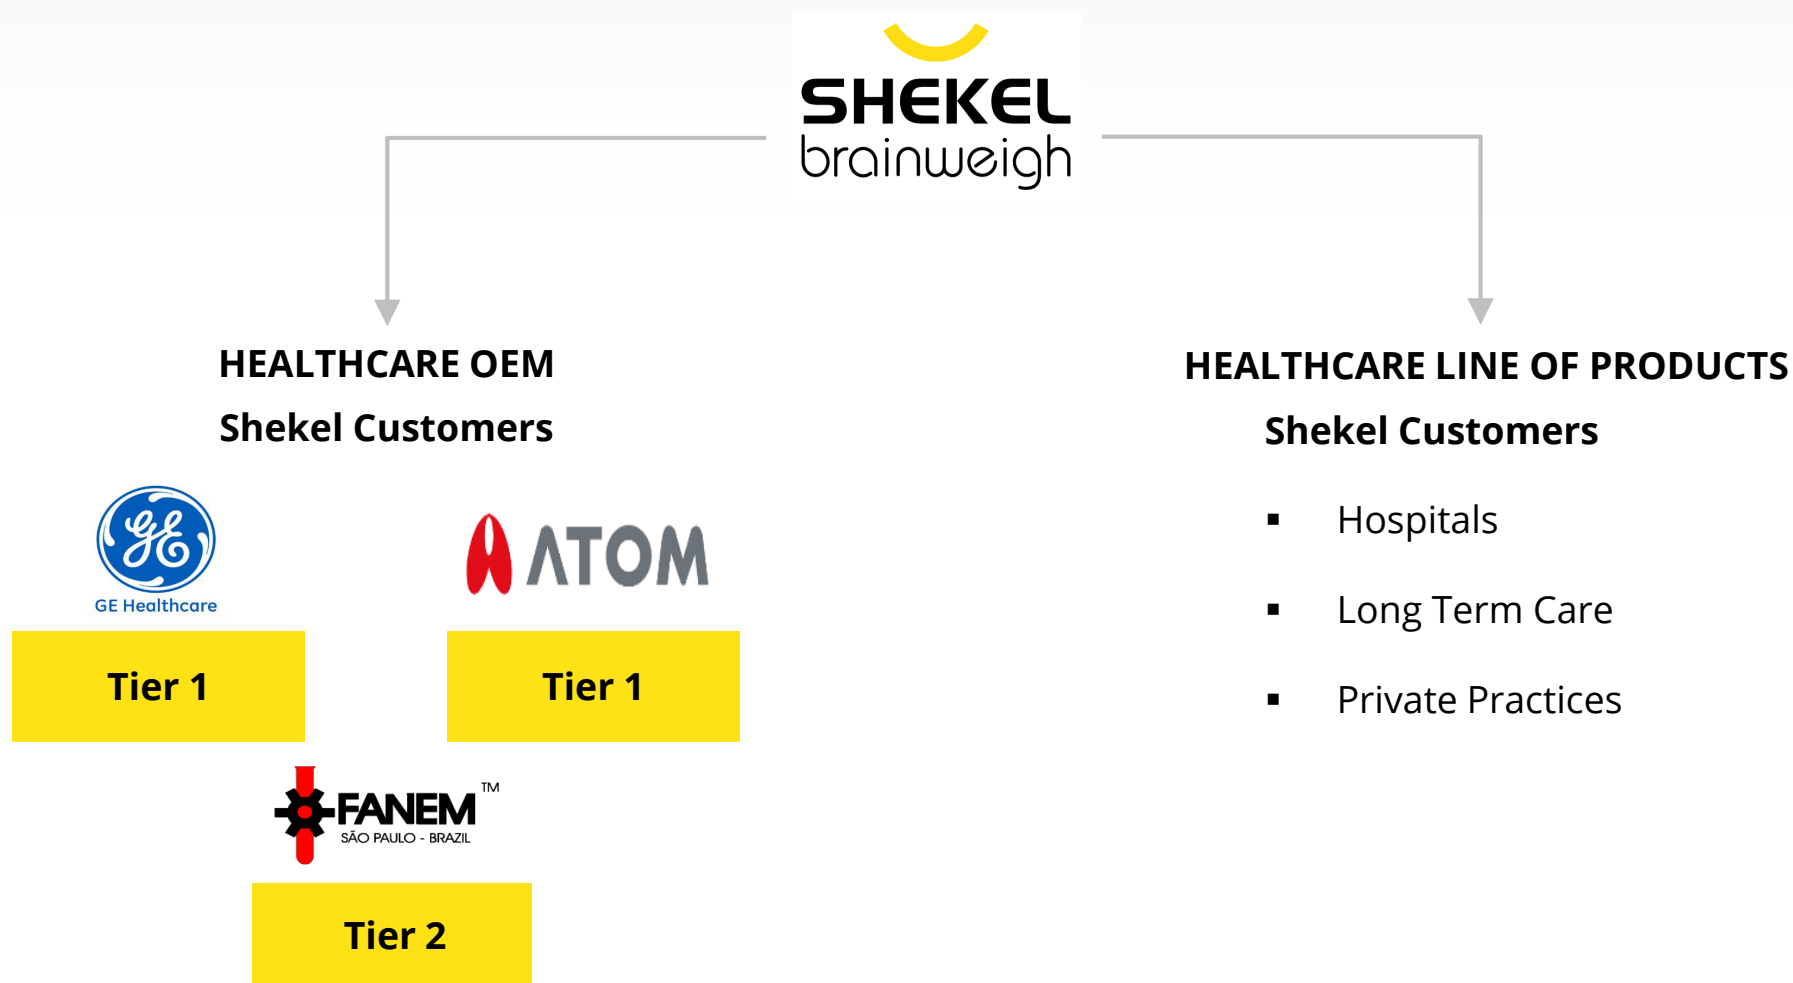 SHEKEL
brainweigh
HEALTHCARE OEM
Shekel Customers
GE
GE Healthcare
ATOM
Tier 1
Tier 1
FANEM™
SÃO PAULO - BRAZIL
Tier 2
HEALTHCARE LINE OF PRODUCTS
Shekel Customers
▪ Hospitals
▪ Long Term Care
▪ Private Practices